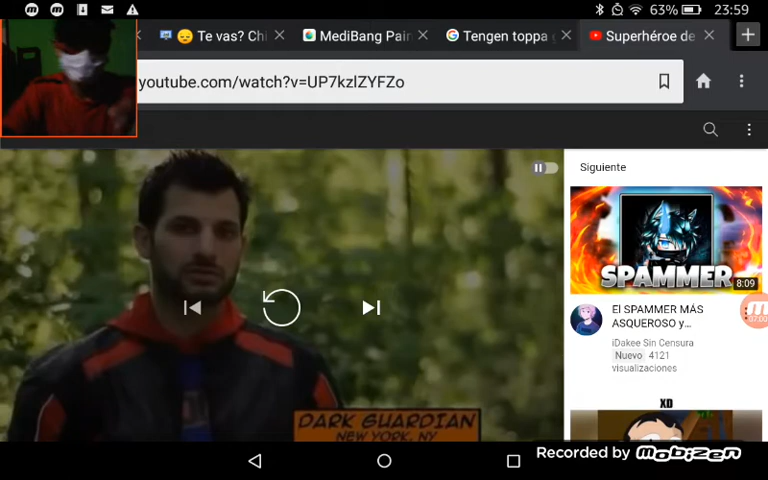 63% 23:59
😔 Te vas? Chi
MediBang Pain
Tengen toppa g
Superhéroe de
youtube.com/watch?v=UP7kzlZYFZo
Siguiente
SPAMMER
8:09
El SPAMMER MÁS
ASQUEROSO y...
iDakee Sin Censura
Nuevo 4121
visualizaciones
DARK GUARDIAN
NEW YORK, NY
XD
Recorded by mobizen